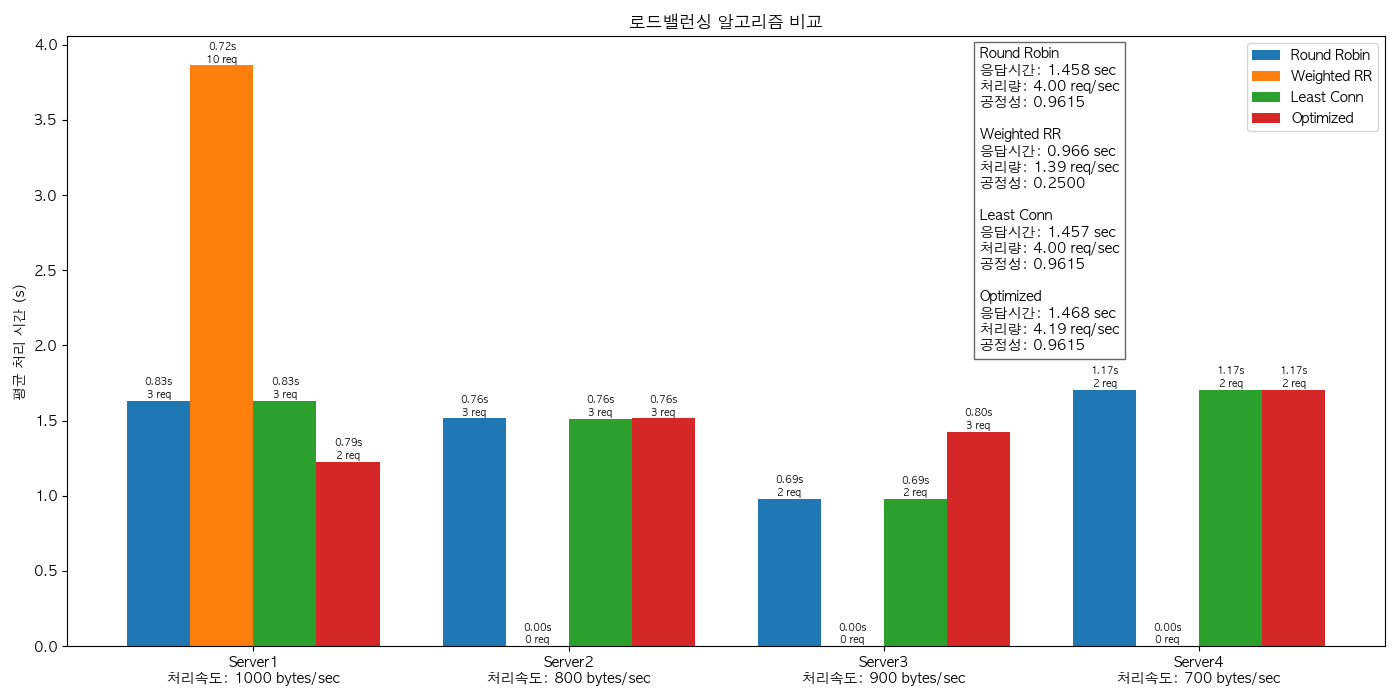 로드밸런싱 알고리즘 비교
평균 처리 시간 (s)
4.0
3.5
3.0
2.5
2.0
1.5
1.0
0.5
0.0
0.83s
3 req
0.72s
10 req
0.83s
3 req
0.79s
2 req
0.76s
3 req
0.00s
0 req
0.76s
3 req
0.76s
3 req
0.69s
2 req
0.00s
0 req
0.69s
2 req
0.80s
3 req
1.17s
2 req
0.00s
0 req
1.17s
2 req
1.17s
2 req
Round Robin
응답시간: 1.458 sec
처리량: 4.00 req/sec
공정성: 0.9615
Weighted RR
응답시간: 0.966 sec
처리량: 1.39 req/sec
공정성: 0.2500
Least Conn
응답시간: 1.457 sec
처리량: 4.00 req/sec
공정성: 0.9615
Optimized
응답시간: 1.468 sec
처리량: 4.19 req/sec
공정성: 0.9615
Round Robin
Weighted RR
Least Conn
Optimized
Server1
처리속도: 1000 bytes/sec
Server2
처리속도: 800 bytes/sec
Server3
처리속도: 900 bytes/sec
Server4
처리속도: 700 bytes/sec